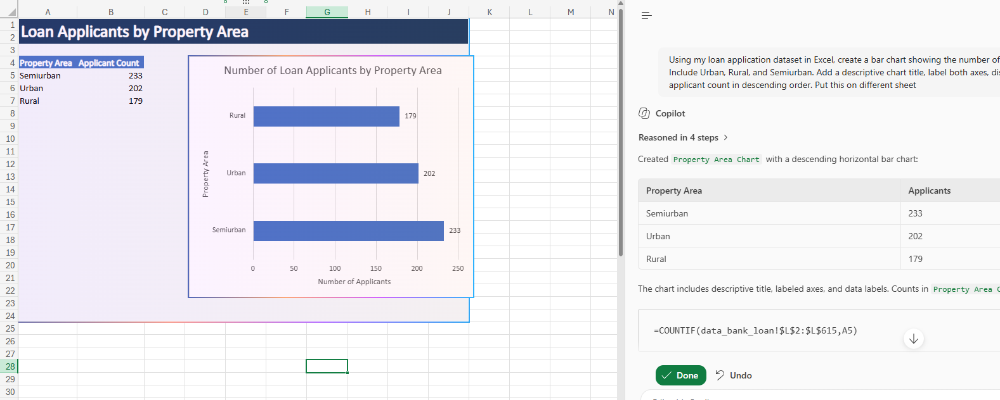 A B C D E F G H I J K L M N
1 Loan Applicants by Property Area
2
3
4 Property Area Applicant Count
5 Semiurban 233
6 Urban 202
7 Rural 179
8
9
10
11
12
13
14
15
16
17
18
19
20
21
22
23
24
25
26
27
28
29
30
Number of Loan Applicants by Property Area
Property Area
Rural 179
Urban 202
Semiurban 233
0 50 100 150 200 250
Number of Applicants
Using my loan application dataset in Excel, create a bar chart showing the number of
Include Urban, Rural, and Semiurban. Add a descriptive chart title, label both axes,
applicant count in descending order. Put this on different sheet
Copilot
Reasoned in 4 steps
Created Property Area Chart with a descending horizontal bar chart:
Property Area Applicants
Semiurban 233
Urban 202
Rural 179
The chart includes descriptive title, labeled axes, and data labels. Counts in Property Area
=COUNTIF(data_bank_loan!$L$2:$L$615,A5)
Done Undo